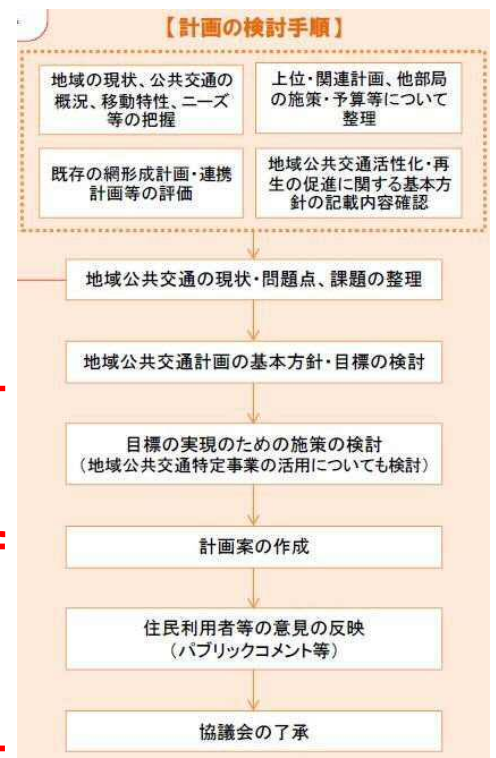 【計画の検討手順】
地域の現状、公共交通の
概況、移動特性、ニーズ
等の把握
上位・関連計画、他部局
の施策・予算等について
整理
既存の網形成計画・連携
計画等の評価
地域公共交通活性化・再
生の促進に関する基本方
針の記載内容確認
地域公共交通の現状・問題点、課題の整理
地域公共交通計画の基本方針・目標の検討
目標の実現のための施策の検討
（地域公共交通特定事業の活用についても検討）
計画案の作成
住民利用者等の意見の反映
（パブリックコメント等）
協議会の了承